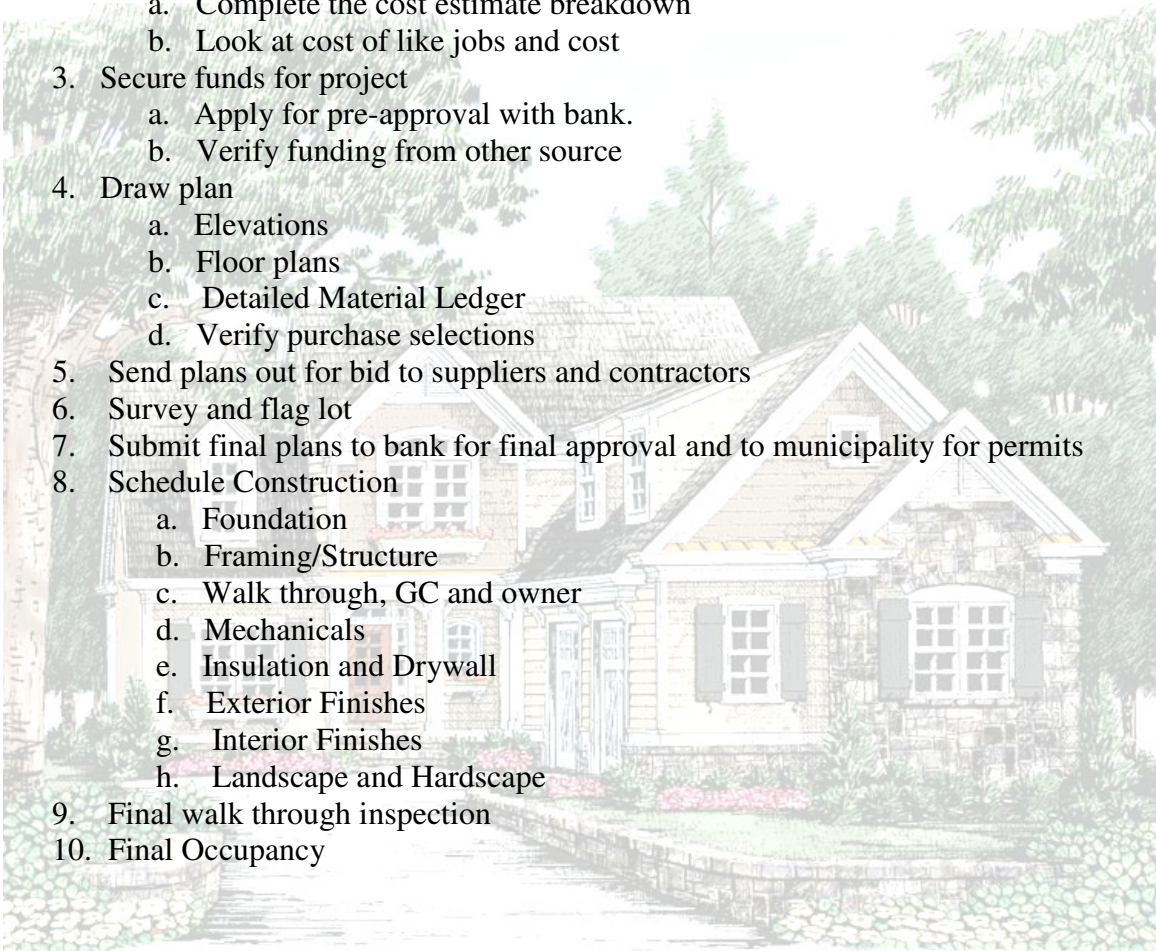 a. Complete the cost estimate breakdown
b. Look at cost of like jobs and cost
3. Secure funds for project
a. Apply for pre-approval with bank.
b. Verify funding from other source
4. Draw plan
a. Elevations
b. Floor plans
c. Detailed Material Ledger
d. Verify purchase selections
5. Send plans out for bid to suppliers and contractors
6. Survey and flag lot
7. Submit final plans to bank for final approval and to municipality for permits
8. Schedule Construction
a. Foundation
b. Framing/Structure
c. Walk through, GC and owner
d. Mechanicals
e. Insulation and Drywall
f. Exterior Finishes
g. Interior Finishes
h. Landscape and Hardscape
9. Final walk through inspection
10. Final Occupancy